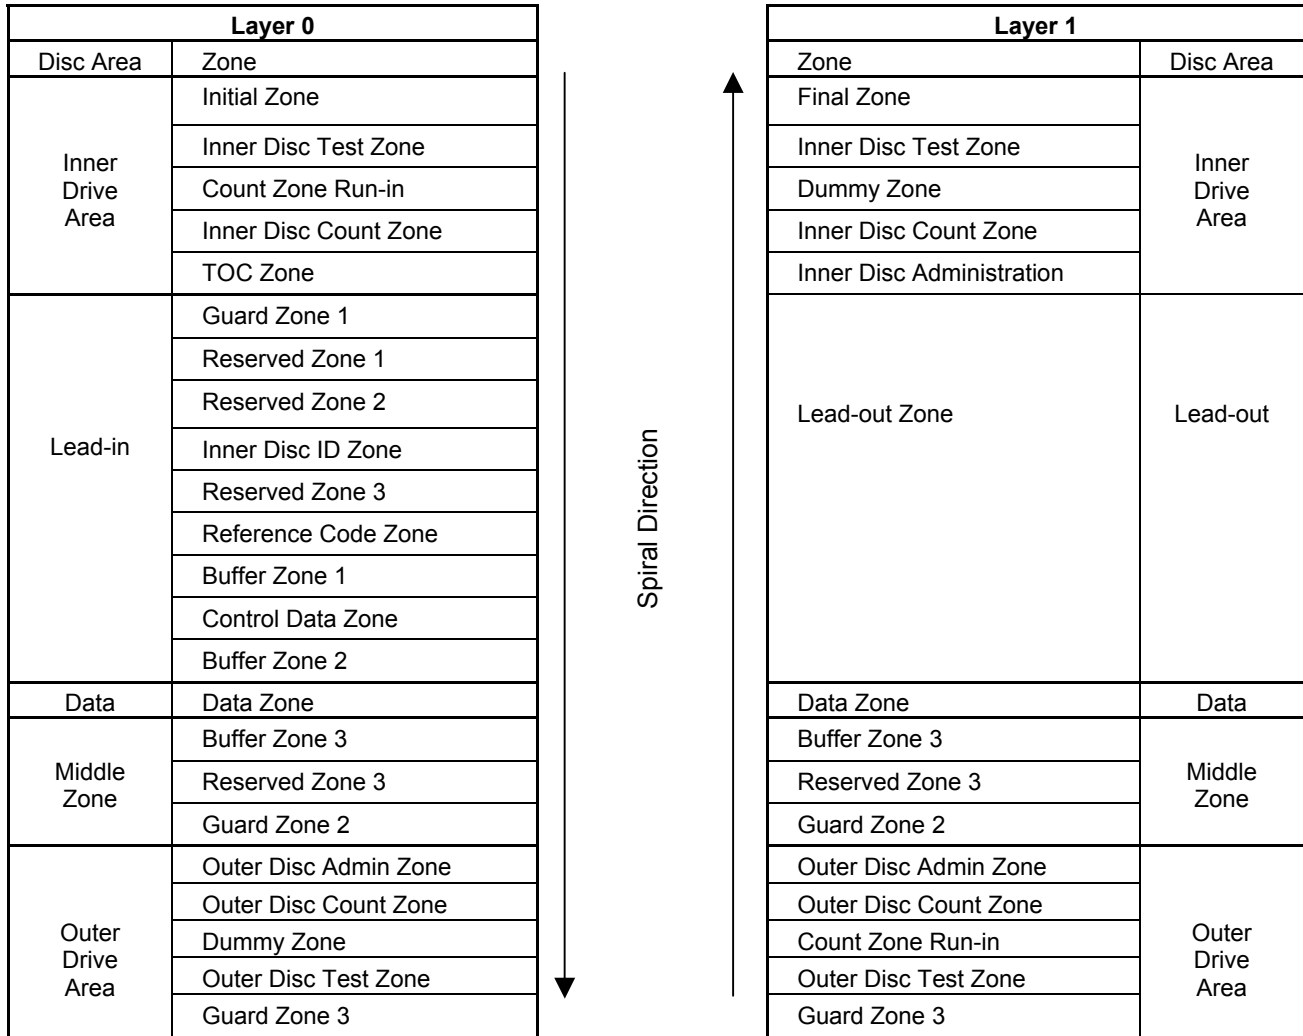 Layer 0
Disc Area Zone
Inner
Drive
Area
Initial Zone
Inner Disc Test Zone
Count Zone Run-in
Inner Disc Count Zone
TOC Zone
Lead-in
Guard Zone 1
Reserved Zone 1
Reserved Zone 2
Inner Disc ID Zone
Reserved Zone 3
Reference Code Zone
Buffer Zone 1
Control Data Zone
Buffer Zone 2
Data Data Zone
Middle
Zone
Buffer Zone 3
Reserved Zone 3
Guard Zone 2
Outer
Drive
Area
Outer Disc Admin Zone
Outer Disc Count Zone
Dummy Zone
Outer Disc Test Zone
Guard Zone 3
Spiral Direction
Layer 1
Zone Disc Area
Final Zone
Inner Disc Test Zone
Dummy Zone
Inner Disc Count Zone
Inner Disc Administration
Inner
Drive
Area
Lead-out Zone Lead-out
Data Zone Data
Buffer Zone 3
Reserved Zone 3
Guard Zone 2
Middle
Zone
Outer Disc Admin Zone
Outer Disc Count Zone
Count Zone Run-in
Outer Disc Test Zone
Guard Zone 3
Outer
Drive
Area